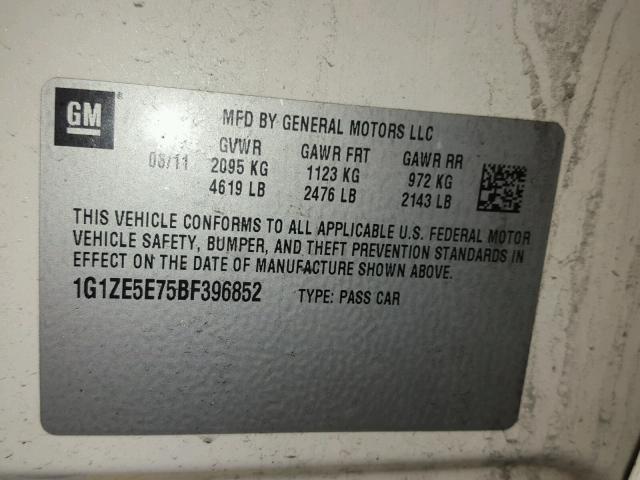 GM
MFD BY GENERAL MOTORS LLC
03/11 GVWR GAWR FRT GAWR RR
2095 KG 1123 KG 972 KG
4619 LB 2476 LB 2143 LB
THIS VEHICLE CONFORMS TO ALL APPLICABLE U.S. FEDERAL MOTOR
VEHICLE SAFETY, BUMPER, AND THEFT PREVENTION STANDARDS IN
EFFECT ON THE DATE OF MANUFACTURE SHOWN ABOVE.
1G1ZE5E75BF396852 TYPE: PASS CAR